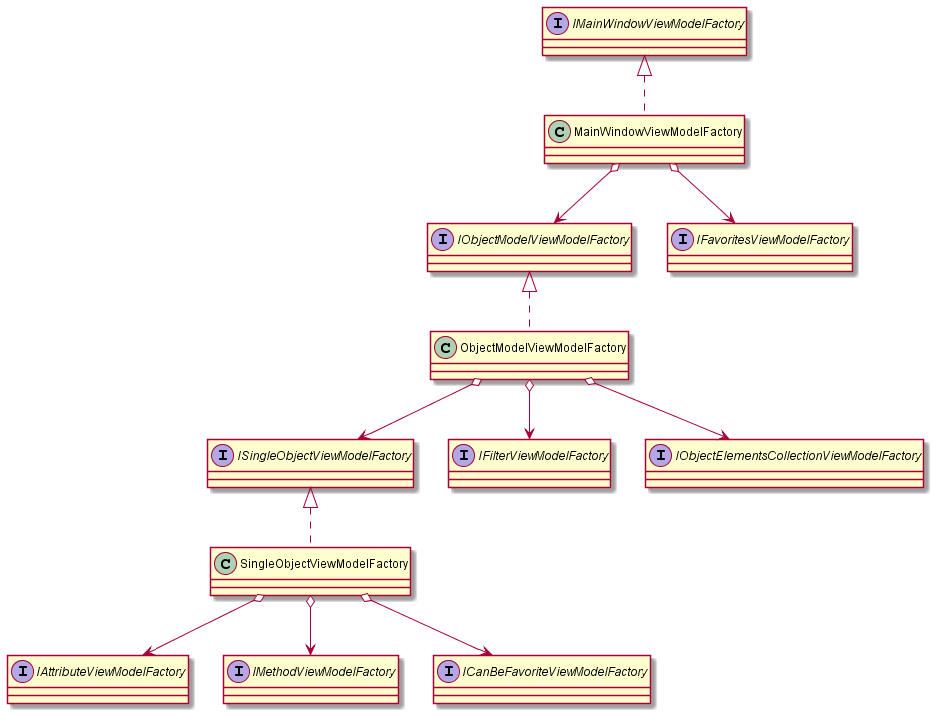 I IMainWindowViewModelFactory
C MainWindowViewModelFactory
I IObjectModelViewModelFactory
I IFavoritesViewModelFactory
C ObjectModelViewModelFactory
I ISingleObjectViewModelFactory
I IFilterViewModelFactory
I IObjectElementsCollectionViewModelFactory
C SingleObjectViewModelFactory
I IAttributeViewModelFactory
I IMethodViewModelFactory
I ICanBeFavoriteViewModelFactory